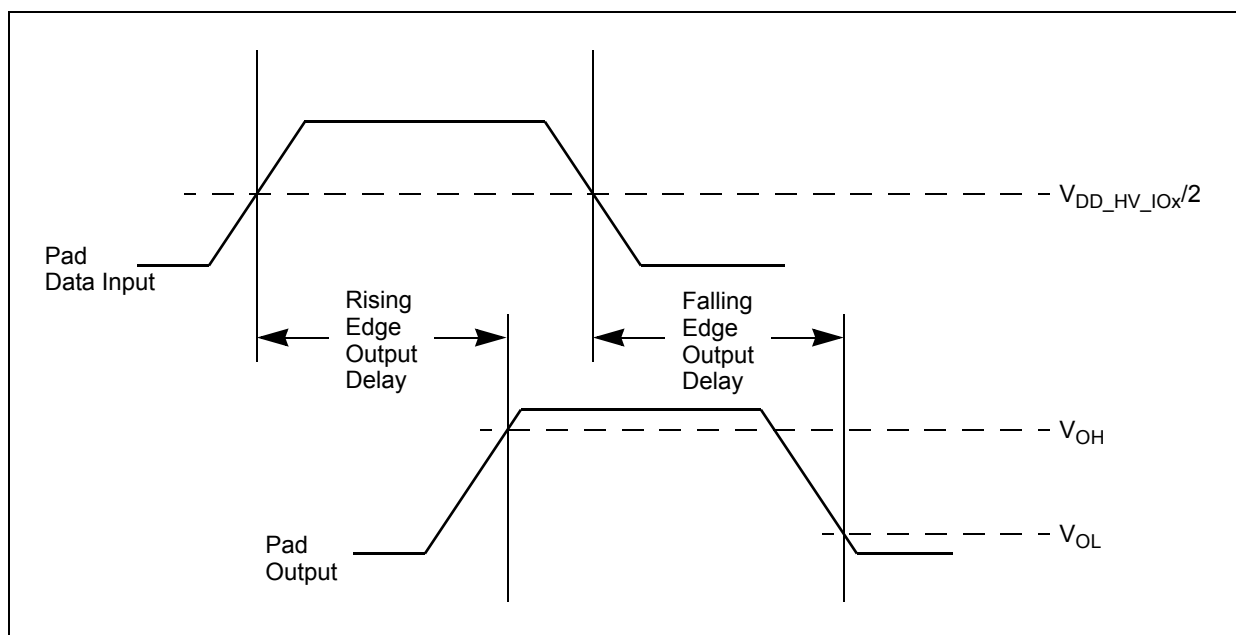 V_DD_HV_IOx/2
Pad
Data Input
Rising
Edge
Output
Delay
Falling
Edge
Output
Delay
V_OH
V_OL
Pad
Output